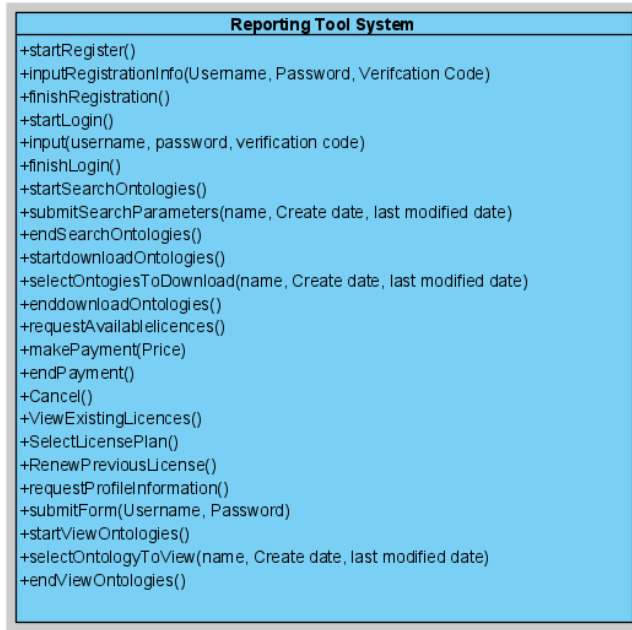 Reporting Tool System
+startRegister()
+inputRegistrationInfo(Username, Password, Verifcation Code)
+finishRegistration()
+startLogin()
+input(username, password, verification code)
+finishLogin()
+startSearchOntologies()
+submitSearchParameters(name, Create date, last modified date)
+endSearchOntologies()
+startdownloadOntologies()
+selectOntogiesToDownload(name, Create date, last modified date)
+enddownloadOntologies()
+requestAvailablelicences()
+makePayment(Price)
+endPayment()
+Cancel()
+ViewExistingLicences()
+SelectLicensePlan()
+RenewPreviousLicense()
+requestProfileInformation()
+submitForm(Username, Password)
+startViewOntologies()
+selectOntologyToView(name, Create date, last modified date)
+endViewOntologies()